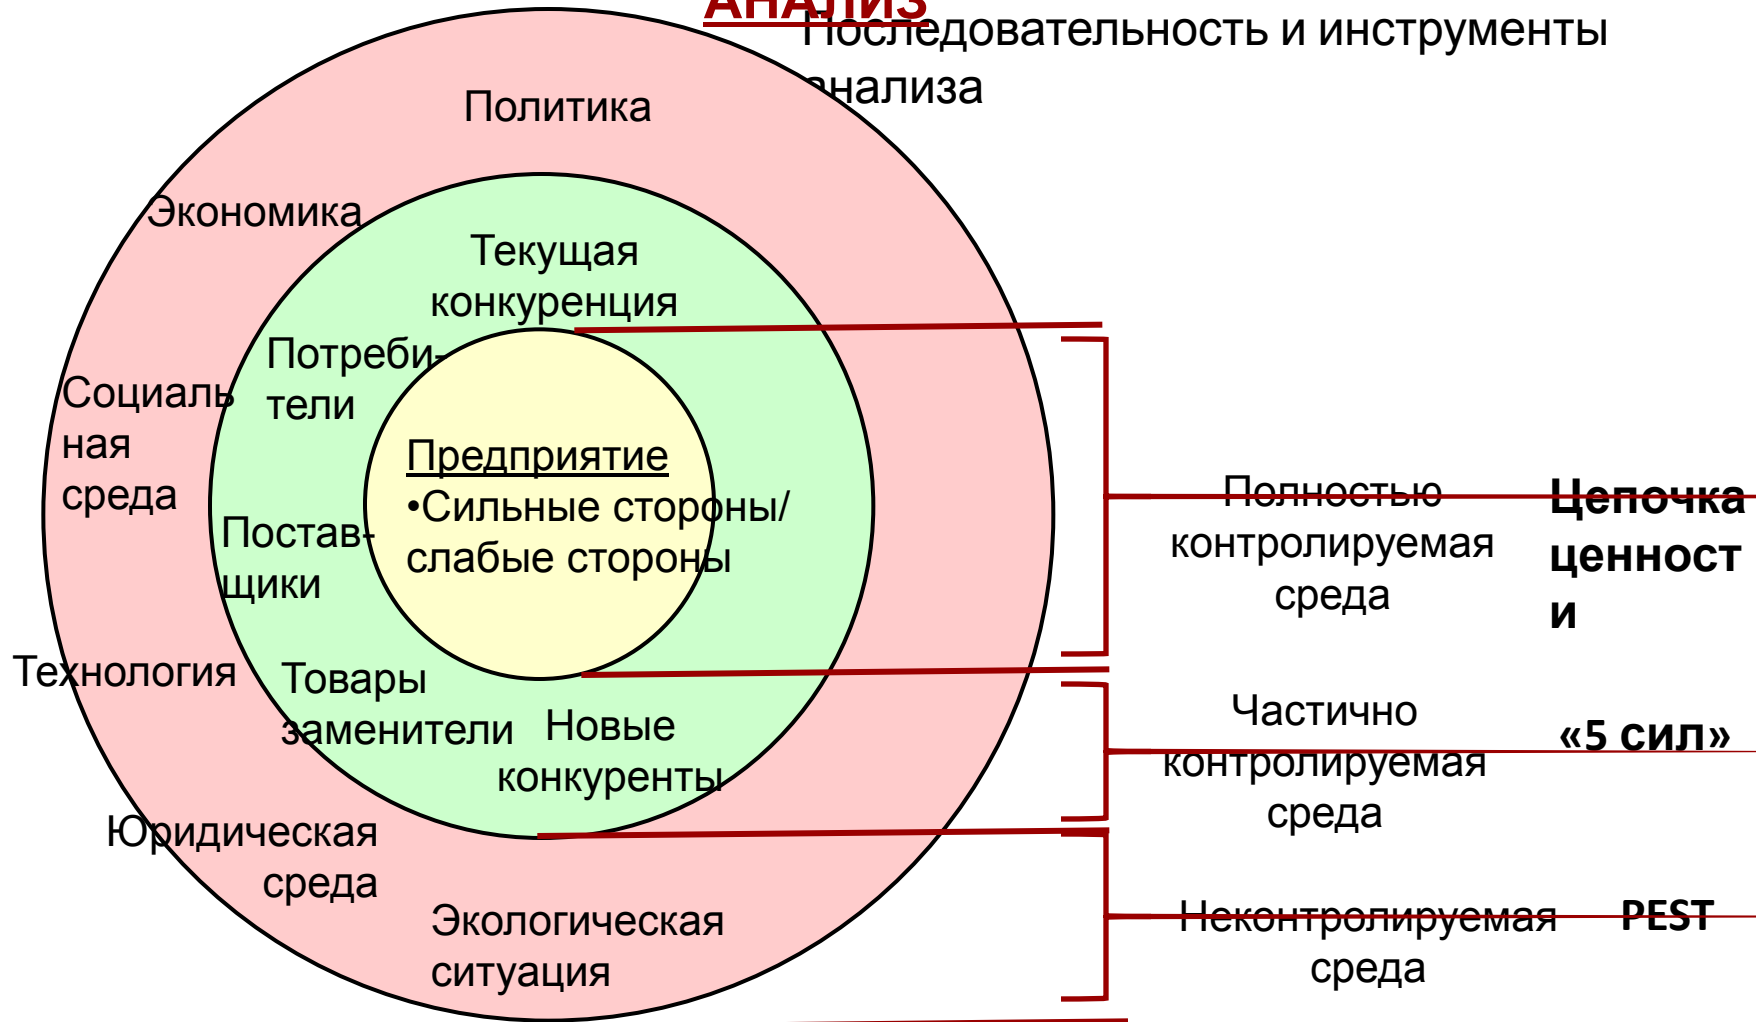 АНАЛИЗ
Последовательность и инструменты
анализа
Политика
Экономика
Текущая
конкуренция
Потреби-
тели
Социаль
ная
среда
Предприятие
•Сильные стороны/
слабые стороны
Постав-
щики
Технология
Товары
заменители
Новые
конкуренты
Юридическая
среда
Экологическая
ситуация
Полностью
контролируемая
среда
Цепочка
ценност
и
Частично
контролируемая
среда
«5 сил»
Неконтролируемая
среда
PEST